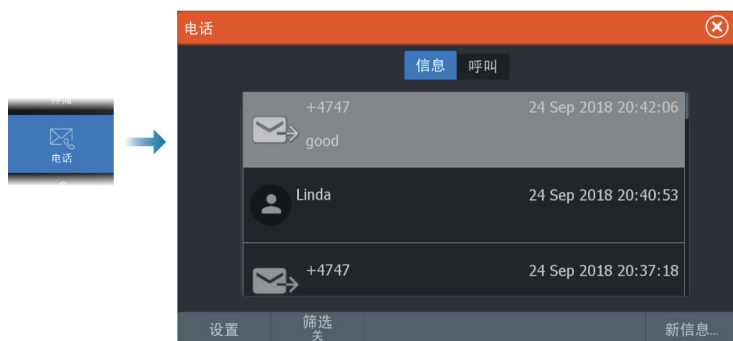 电话
信息 呼叫
+4747 24 Sep 2018 20:42:06
good
电话
Linda 24 Sep 2018 20:40:53
+4747 24 Sep 2018 20:37:18
设置 筛选 新信息...
关